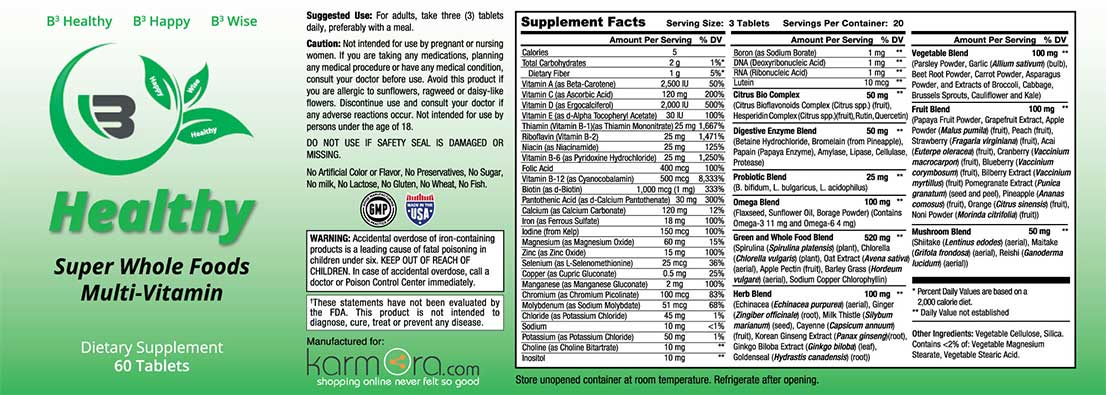 B³ Healthy B³ Happy B³ Wise
Happy
Wise
Healthy
B
Healthy
Super Whole Foods
Multi-Vitamin
Dietary Supplement
60 Tablets
Suggested Use: For adults, take three (3) tablets
daily, preferably with a meal.
Caution: Not intended for use by pregnant or nursing
women. If you are taking any medications, planning
any medical procedure or have any medical condition,
consult your doctor before use. Avoid this product if
you are allergic to sunflowers, ragweed or daisy-like
flowers. Discontinue use and consult your doctor if
any adverse reactions occur. Not intended for use by
persons under the age of 18.
DO NOT USE IF SAFETY SEAL IS DAMAGED OR
MISSING.
No Artificial Color or Flavor, No Preservatives, No Sugar,
No milk, No Lactose, No Gluten, No Wheat, No Fish.
GMP
MADE IN THE
USA
WARNING: Accidental overdose of iron-containing
products is a leading cause of fatal poisoning in
children under six. KEEP OUT OF REACH OF
CHILDREN. In case of accidental overdose, call a
doctor or Poison Control Center immediately.
†These statements have not been evaluated by
the FDA. This product is not intended to
diagnose, cure, treat or prevent any disease.
Manufactured for:
karmora.com
shopping online never felt so good
Supplement Facts Serving Size: 3 Tablets Servings Per Container: 20
Amount Per Serving % DV
Calories 5
Total Carbohydrates 2 g 1%*
Dietary Fiber 1 g 5%*
Vitamin A (as Beta-Carotene) 2,500 IU 50%
Vitamin C (as Ascorbic Acid) 120 mg 200%
Vitamin D (as Ergocalciferol) 2,000 IU 500%
Vitamin E (as d-Alpha Tocopheryl Acetate) 30 IU 100%
Thiamin (Vitamin B-1)(as Thiamin Mononitrate) 25 mg 1,667%
Riboflavin (Vitamin B-2) 25 mg 1,471%
Niacin (as Niacinamide) 25 mg 125%
Vitamin B-6 (as Pyridoxine Hydrochloride) 25 mg 1,250%
Folic Acid 400 mcg 100%
Vitamin B-12 (as Cyanocobalamin) 500 mcg 8,333%
Biotin (as d-Biotin) 1,000 mcg (1 mg) 333%
Pantothenic Acid (as d-Calcium Pantothenate) 30 mg 300%
Calcium (as Calcium Carbonate) 120 mg 12%
Iron (as Ferrous Sulfate) 18 mg 100%
Iodine (from Kelp) 150 mcg 100%
Magnesium (as Magnesium Oxide) 60 mg 15%
Zinc (as Zinc Oxide) 15 mg 100%
Selenium (as L-Selenomethionine) 25 mcg 36%
Copper (as Cupric Gluconate) 0.5 mg 25%
Manganese (as Manganese Gluconate) 2 mg 100%
Chromium (as Chromium Picolinate) 100 mcg 83%
Molybdenum (as Sodium Molybdate) 51 mcg 68%
Chloride (as Potassium Chloride) 45 mg 1%
Sodium 10 mg <1%
Potassium (as Potassium Chloride) 50 mg 1%
Choline (as Choline Bitartrate) 10 mg **
Inositol 10 mg **
Amount Per Serving % DV
Boron (as Sodium Borate) 1 mg **
DNA (Deoxyribonucleic Acid) 1 mg **
RNA (Ribonucleic Acid) 1 mg **
Lutein 10 mcg **
Citrus Bio Complex 50 mg **
(Citrus Bioflavonoids Complex (Citrus spp.) (fruit),
Hesperidin Complex (Citrus spp.)(fruit), Rutin, Quercetin)
Digestive Enzyme Blend 50 mg **
(Betaine Hydrochloride, Bromelain (from Pineapple),
Papain (Papaya Enzyme), Amylase, Lipase, Cellulase,
Protease)
Probiotic Blend 25 mg **
(B. bifidum, L. bulgaricus, L. acidophilus)
Omega Blend 100 mg **
(Flaxseed, Sunflower Oil, Borage Powder) (Contains
Omega-3 11 mg and Omega-6 4 mg)
Green and Whole Food Blend 520 mg **
(Spirulina (Spirulina platensis) (plant), Chlorella
(Chlorella vulgaris) (plant), Oat Extract (Avena sativa)
(aerial), Apple Pectin (fruit), Barley Grass (Hordeum
vulgare) (aerial), Sodium Copper Chlorophyllin)
Herb Blend 100 mg **
(Echinacea (Echinacea purpurea) (aerial), Ginger
(Zingiber officinale) (root), Milk Thistle (Silybum
marianum) (seed), Cayenne (Capsicum annuum)
(fruit), Korean Ginseng Extract (Panax ginseng)(root),
Ginkgo Biloba Extract (Ginkgo biloba) (leaf),
Goldenseal (Hydrastis canadensis) (root))
Amount Per Serving % DV
Vegetable Blend 100 mg **
(Parsley Powder, Garlic (Allium sativum) (bulb),
Beet Root Powder, Carrot Powder, Asparagus
Powder, and Extracts of Broccoli, Cabbage,
Brussels Sprouts, Cauliflower and Kale)
Fruit Blend 100 mg **
(Papaya Fruit Powder, Grapefruit Extract, Apple
Powder (Malus pumila) (fruit), Peach (fruit),
Strawberry (Fragaria virginiana) (fruit), Acai
(Euterpe oleracea) (fruit), Cranberry (Vaccinium
macrocarpon) (fruit), Blueberry (Vaccinium
corymbosum) (fruit), Bilberry Extract (Vaccinium
myrtillus) (fruit) Pomegranate Extract (Punica
granatum) (seed and peel), Pineapple (Ananas
comosus) (fruit), Orange (Citrus sinensis) (fruit),
Noni Powder (Morinda citrifolia) (fruit))
Mushroom Blend 50 mg **
(Shiitake (Lentinus edodes) (aerial), Maitake
(Grifola frondosa) (aerial), Reishi (Ganoderma
lucidum) (aerial))
* Percent Daily Values are based on a
2,000 calorie diet.
** Daily Value not established
Other Ingredients: Vegetable Cellulose, Silica.
Contains <2% of: Vegetable Magnesium
Stearate, Vegetable Stearic Acid.
Store unopened container at room temperature. Refrigerate after opening.